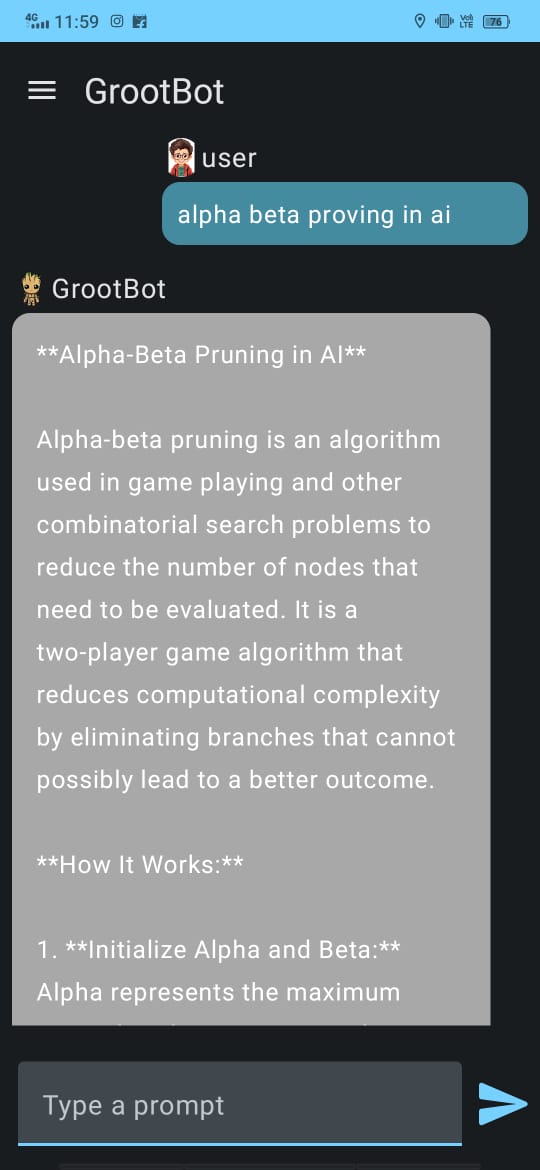 4G 11:59 Vo) LTE 76
GrootBot
user
alpha beta proving in ai
GrootBot
**Alpha-Beta Pruning in AI**
Alpha-beta pruning is an algorithm
used in game playing and other
combinatorial search problems to
reduce the number of nodes that
need to be evaluated. It is a
two-player game algorithm that
reduces computational complexity
by eliminating branches that cannot
possibly lead to a better outcome.
**How It Works:**
1. **Initialize Alpha and Beta:**
Alpha represents the maximum
Type a prompt